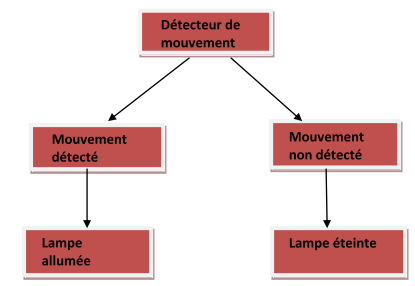 Détecteur de
mouvement
Mouvement
détecté
Mouvement
non détecté
Lampe
allumée
Lampe éteinte